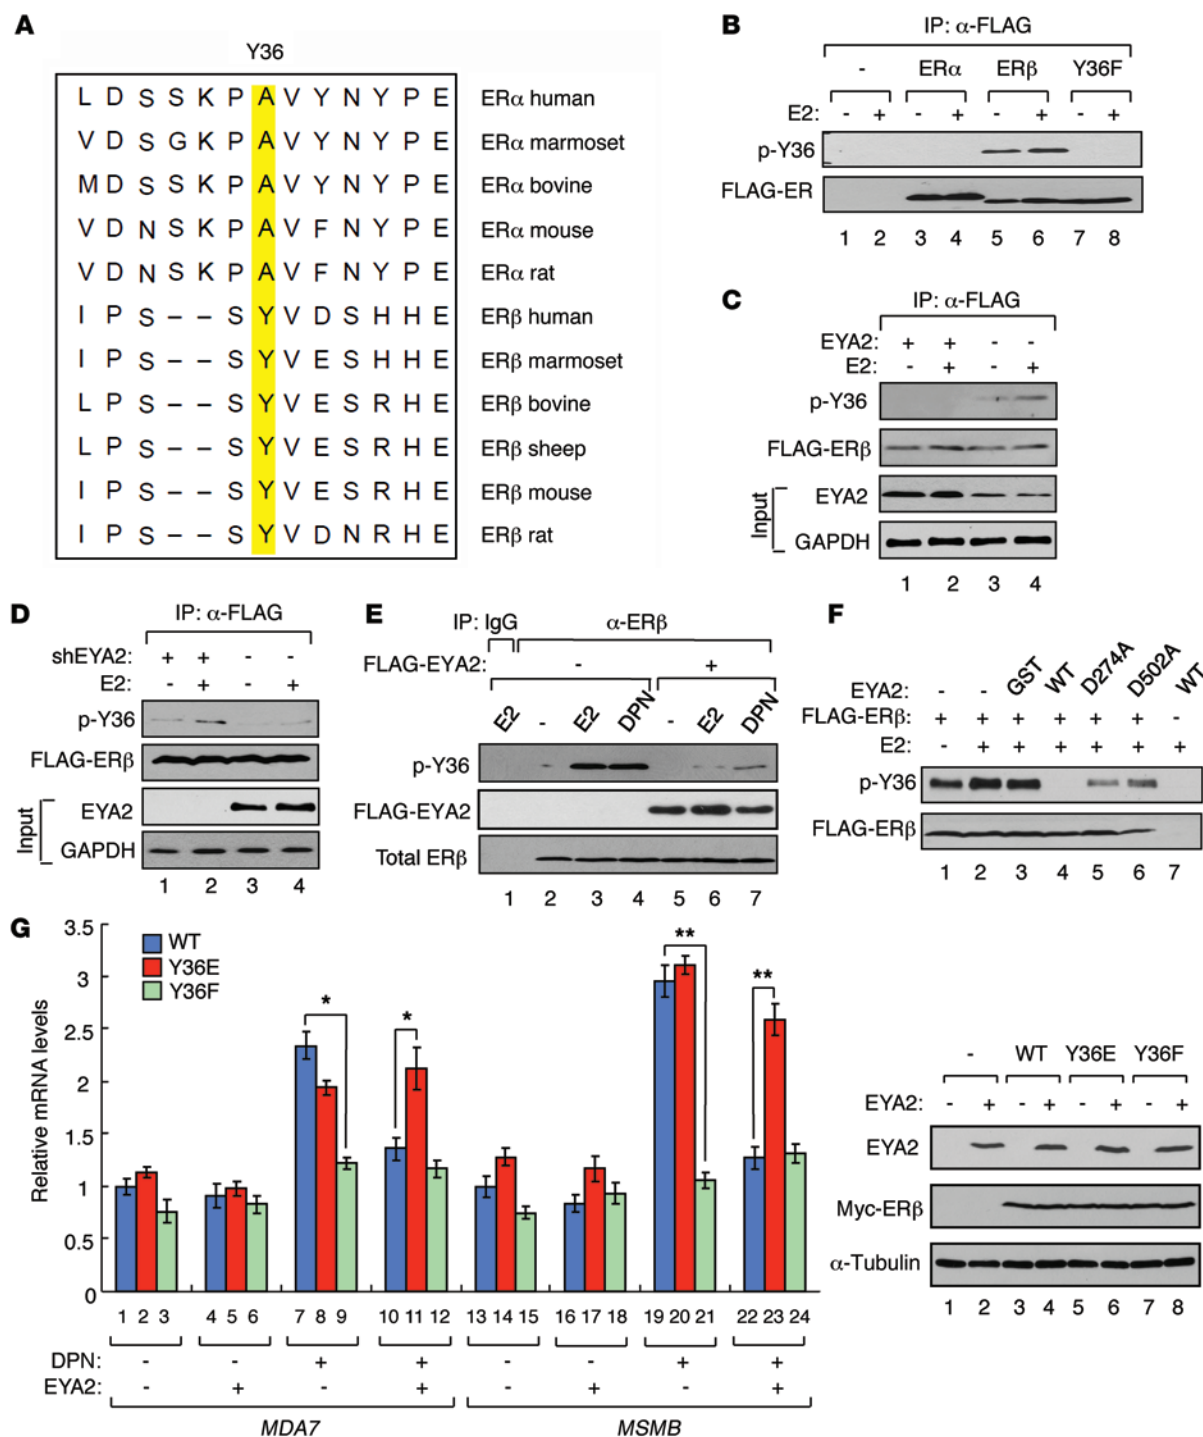 A
Y36
L D S S K P A V Y N Y P E ERα human
V D S G K P A V Y N Y P E ERα marmoset
M D S S K P A V Y N Y P E ERα bovine
V D N S K P A V F N Y P E ERα mouse
V D N S K P A V F N Y P E ERα rat
I P S – – S Y V D S H H E ERβ human
I P S – – S Y V E S H H E ERβ marmoset
L P S – – S Y V E S R H E ERβ bovine
L P S – – S Y V E S R H E ERβ sheep
I P S – – S Y V E S R H E ERβ mouse
I P S – – S Y V D N R H E ERβ rat
B
IP: α-FLAG
- ERα ERβ Y36F
E2: - + - + - + - +
p-Y36
FLAG-ER
1 2 3 4 5 6 7 8
C
IP: α-FLAG
EYA2: + + - -
E2: - + - +
p-Y36
FLAG-ERβ
Input
EYA2
GAPDH
1 2 3 4
D
IP: α-FLAG
shEYA2: + + - -
E2: - + - +
p-Y36
FLAG-ERβ
Input
EYA2
GAPDH
1 2 3 4
E
IP: IgG α-ERβ
FLAG-EYA2: - +
E2 - E2 DPN - E2 DPN
p-Y36
FLAG-EYA2
Total ERβ
1 2 3 4 5 6 7
F
EYA2: - - GST WT D274A D502A WT
FLAG-ERβ: + + + + + + -
E2: - + + + + + +
p-Y36
FLAG-ERβ
1 2 3 4 5 6 7
G
Relative mRNA levels
3.5
3
2.5
2
1.5
1
0.5
0
WT
Y36E
Y36F
* * ** **
1 2 3 4 5 6 7 8 9 10 11 12 13 14 15 16 17 18 19 20 21 22 23 24
DPN: - - + + - - + +
EYA2: - + - + - + - +
MDA7 MSMB
- WT Y36E Y36F
EYA2: - + - + - + - +
EYA2
Myc-ERβ
α-Tubulin
1 2 3 4 5 6 7 8